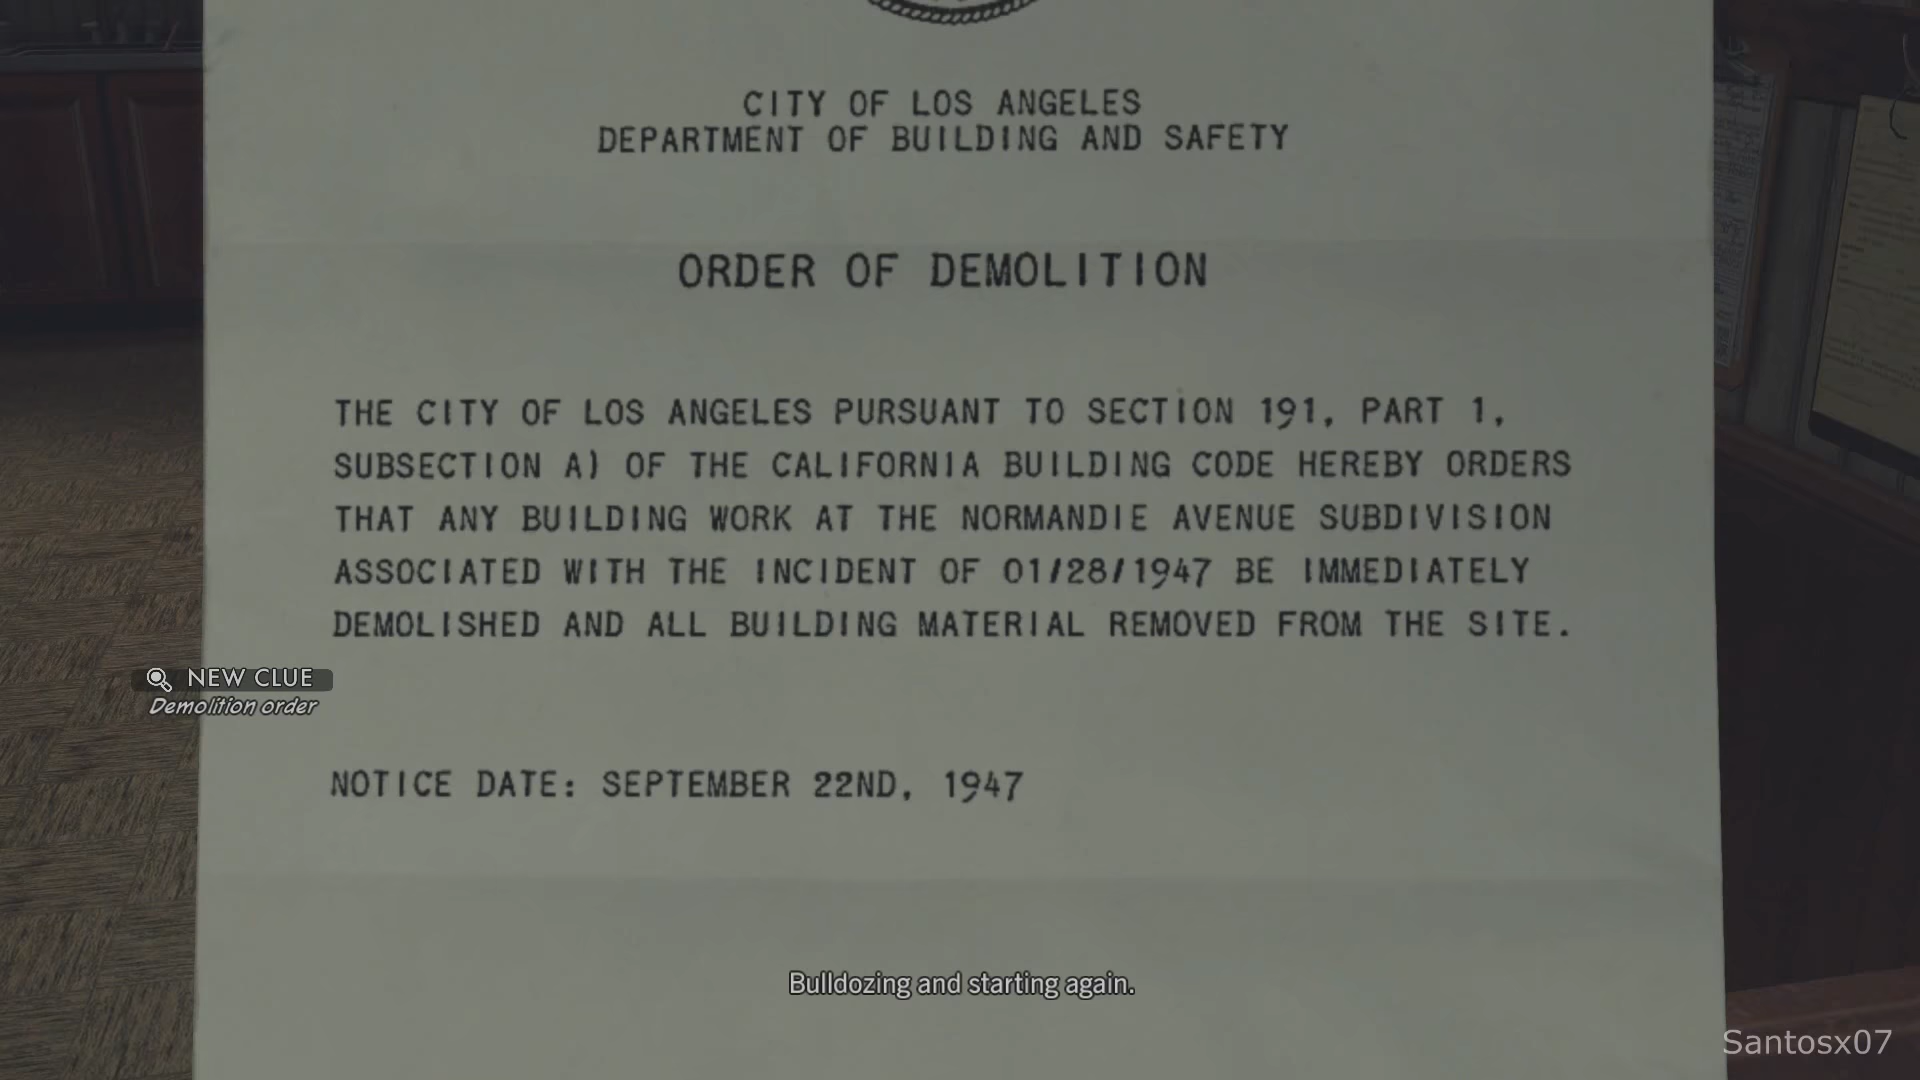 CITY OF LOS ANGELES
DEPARTMENT OF BUILDING AND SAFETY
ORDER OF DEMOLITION
THE CITY OF LOS ANGELES PURSUANT TO SECTION 191, PART 1,
SUBSECTION A) OF THE CALIFORNIA BUILDING CODE HEREBY ORDERS
THAT ANY BUILDING WORK AT THE NORMANDIE AVENUE SUBDIVISION
ASSOCIATED WITH THE INCIDENT OF 01/28/1947 BE IMMEDIATELY
DEMOLISHED AND ALL BUILDING MATERIAL REMOVED FROM THE SITE.
NEW CLUE
Demolition order
NOTICE DATE: SEPTEMBER 22ND, 1947
Bulldozing and starting again.
Santosx07